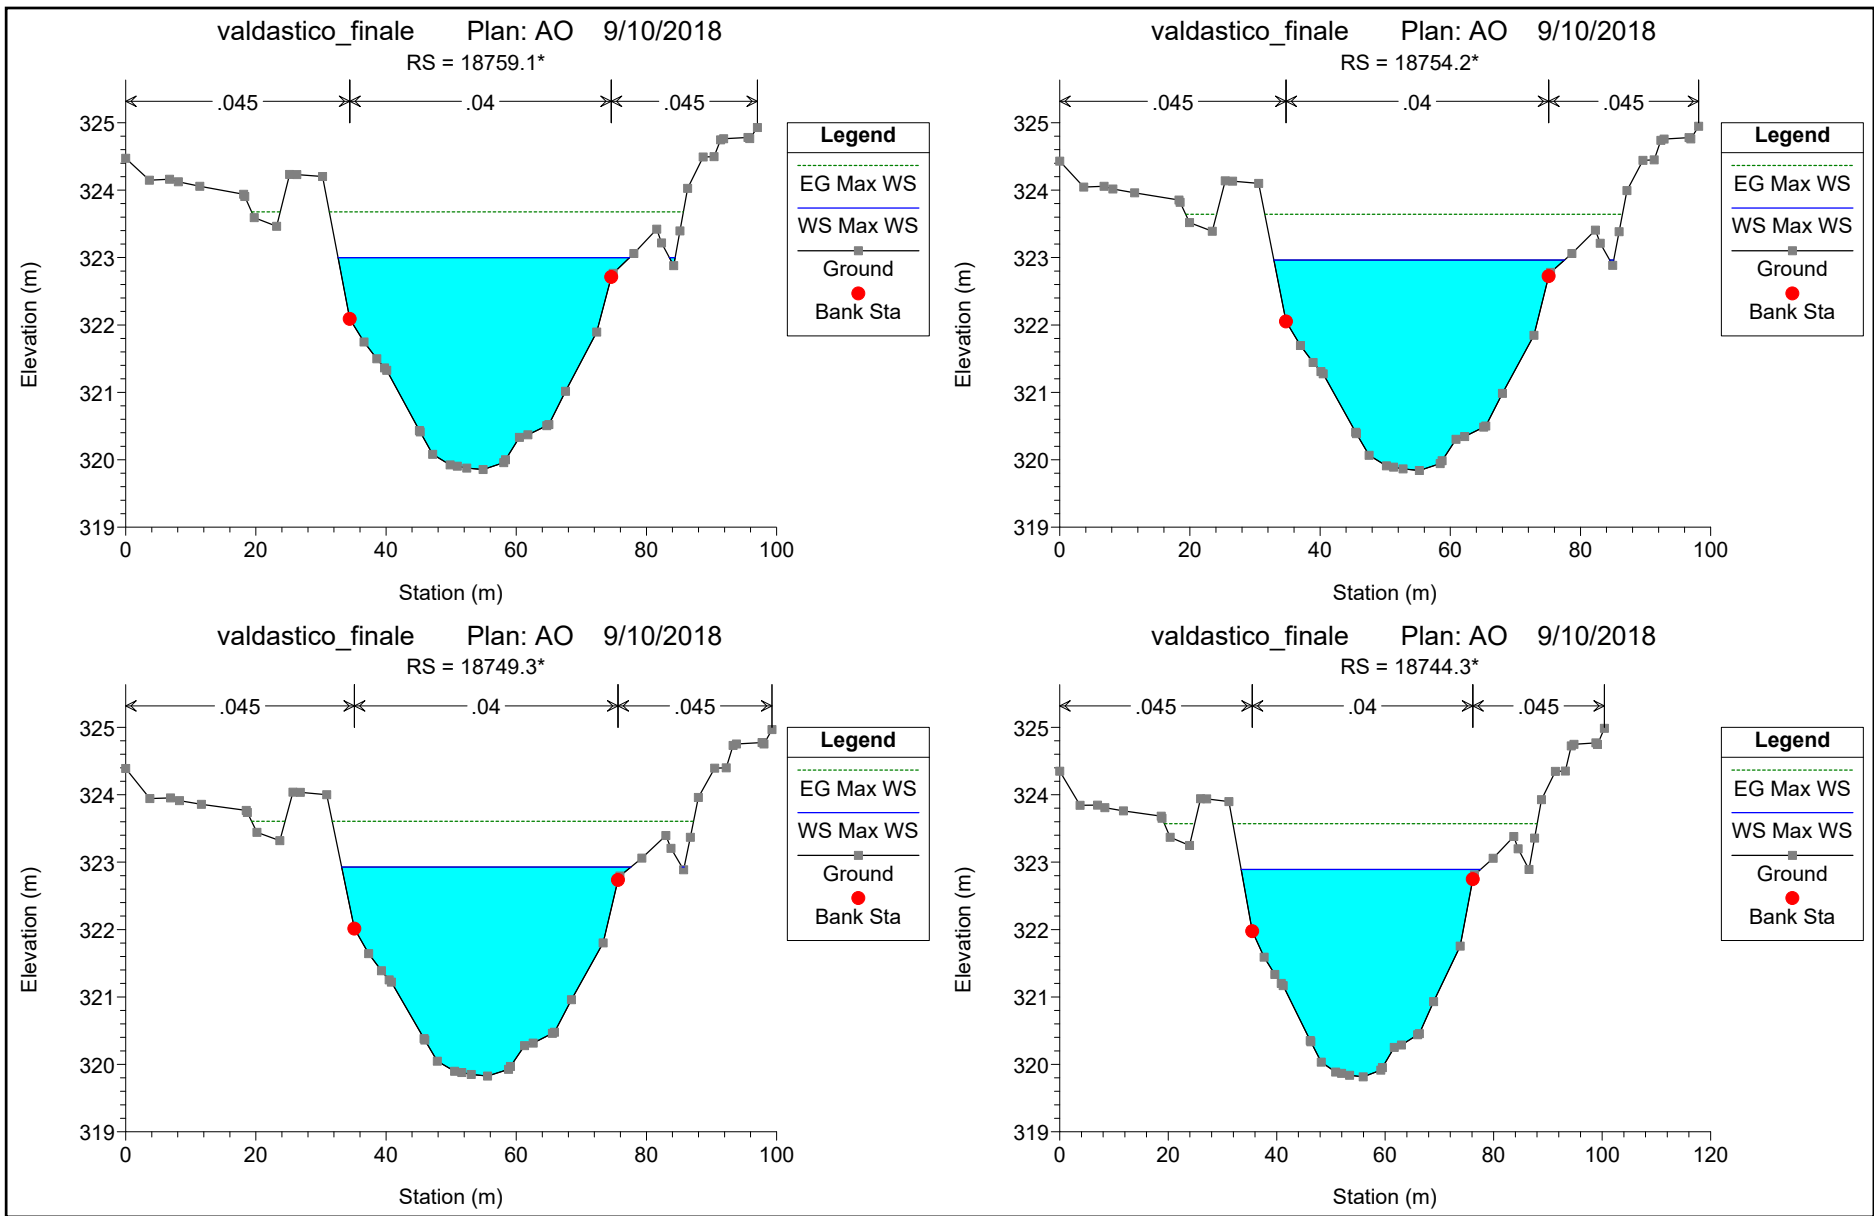 valdastico_finale Plan: AO 9/10/2018
RS = 18759.1*
.045 .04 .045
325
324
323
322
321
320
319
0 20 40 60 80 100
Station (m)
Elevation (m)
Legend
EG Max WS
WS Max WS
Ground
Bank Sta
valdastico_finale Plan: AO 9/10/2018
RS = 18754.2*
.045 .04 .045
325
324
323
322
321
320
319
0 20 40 60 80 100
Station (m)
Elevation (m)
Legend
EG Max WS
WS Max WS
Ground
Bank Sta
valdastico_finale Plan: AO 9/10/2018
RS = 18749.3*
.045 .04 .045
325
324
323
322
321
320
319
0 20 40 60 80 100
Station (m)
Elevation (m)
Legend
EG Max WS
WS Max WS
Ground
Bank Sta
valdastico_finale Plan: AO 9/10/2018
RS = 18744.3*
.045 .04 .045
325
324
323
322
321
320
319
0 20 40 60 80 100 120
Station (m)
Elevation (m)
Legend
EG Max WS
WS Max WS
Ground
Bank Sta